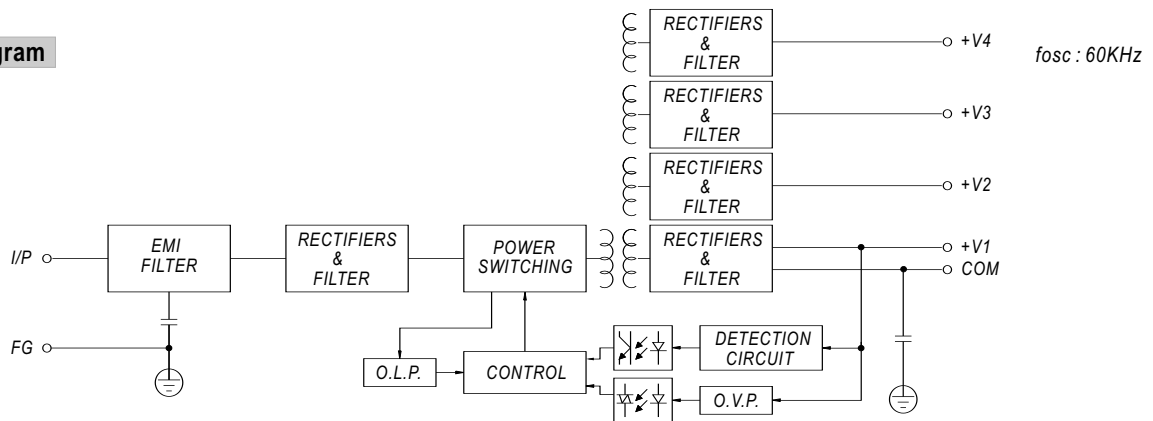 gram
RECTIFIERS
&
FILTER
+V4
fosc : 60KHz
RECTIFIERS
&
FILTER
+V3
RECTIFIERS
&
FILTER
+V2
I/P
EMI
FILTER
RECTIFIERS
&
FILTER
POWER
SWITCHING
RECTIFIERS
&
FILTER
+V1
COM
FG
O.L.P.
CONTROL
DETECTION
CIRCUIT
O.V.P.